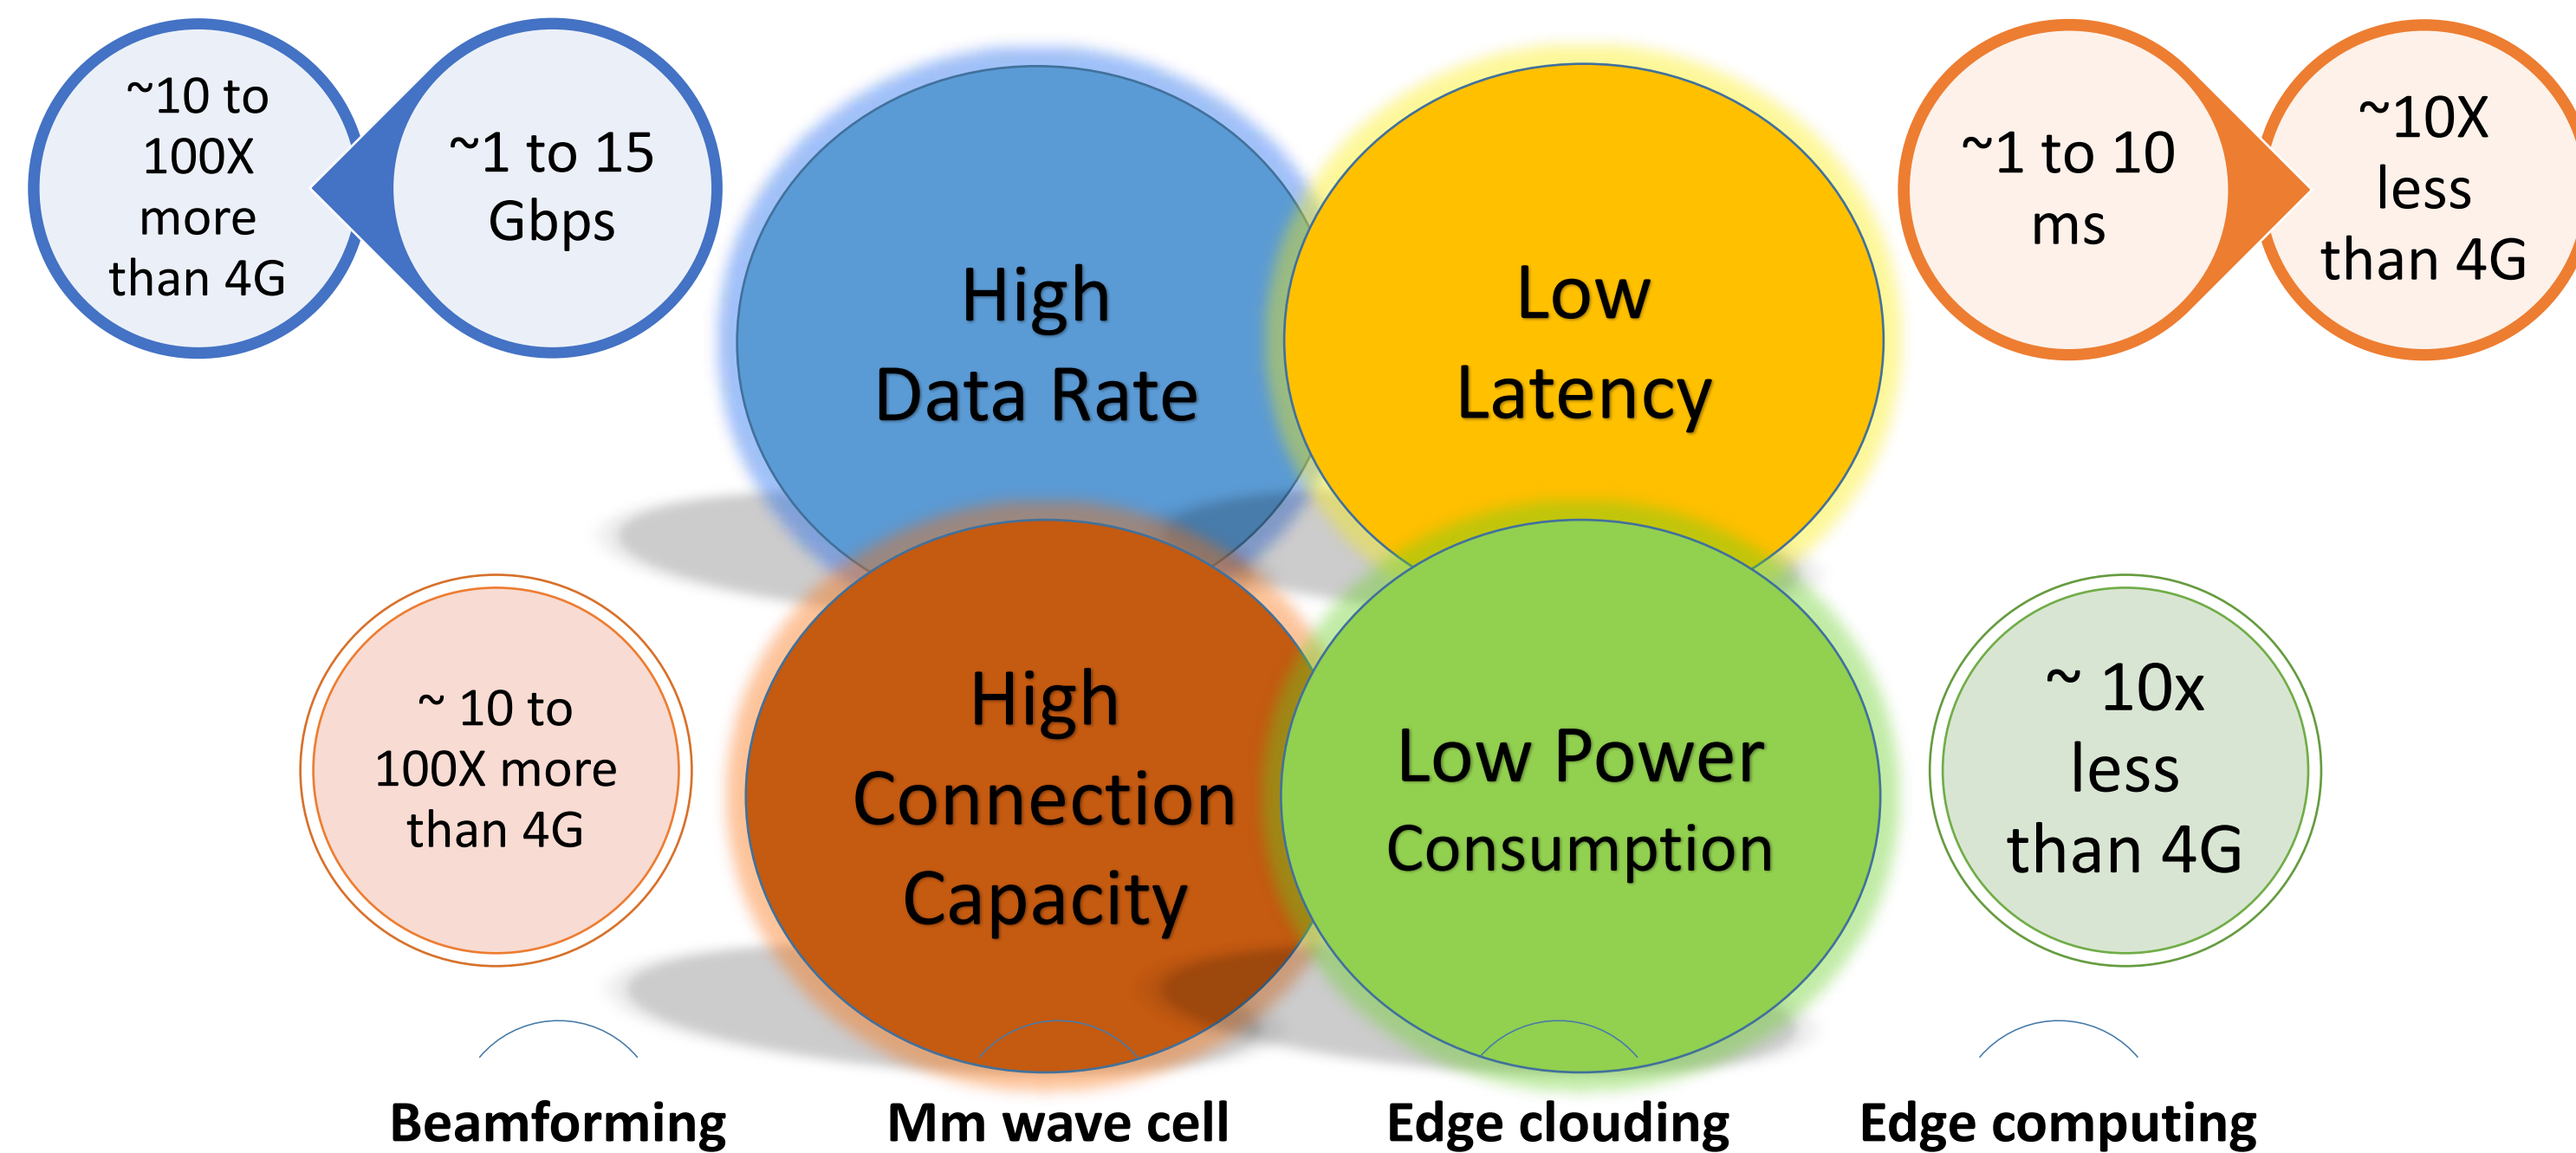 ~10 to
100X
more
than 4G
~1 to 15
Gbps
High
Data Rate
Low
Latency
~1 to 10
ms
~10X
less
than 4G
~ 10 to
100X more
than 4G
High
Connection
Capacity
Low Power
Consumption
~ 10x
less
than 4G
Beamforming
Mm wave cell
Edge clouding
Edge computing